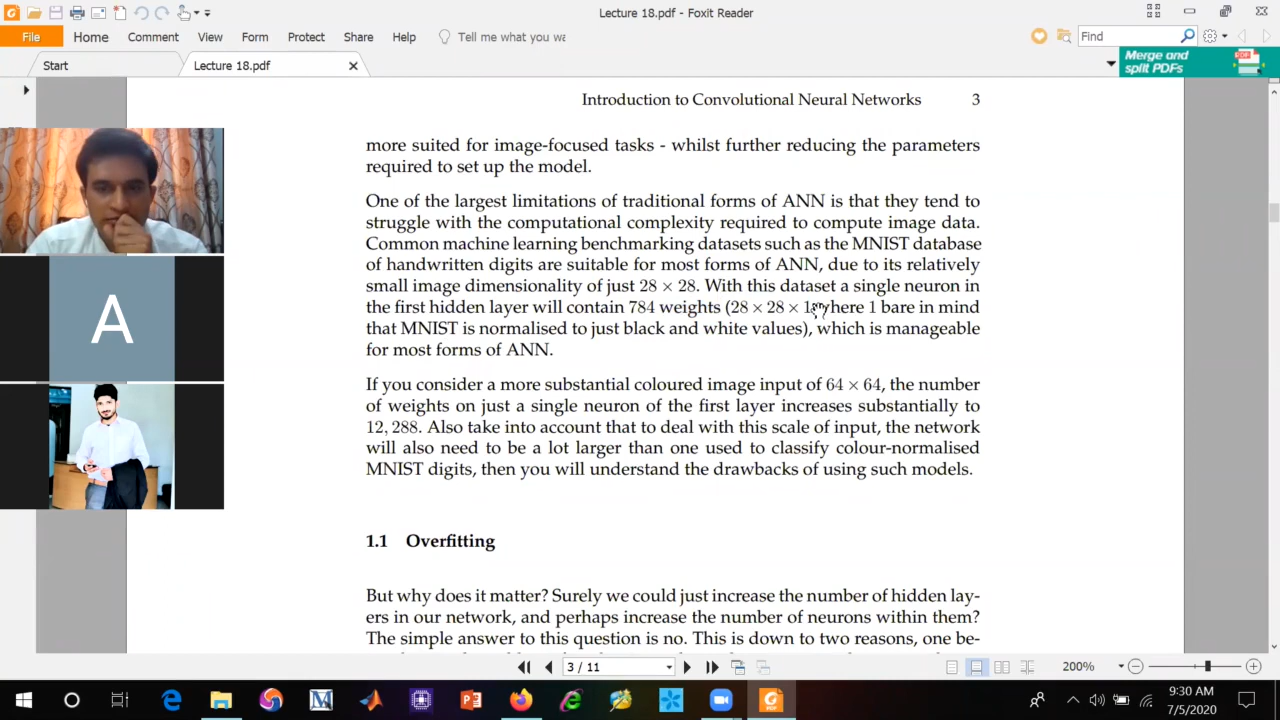 Lecture 18.pdf - Foxit Reader
File Home Comment View Form Protect Share Help Tell me what you wa Find
Start Lecture 18.pdf Merge and split PDFs
Introduction to Convolutional Neural Networks 3
more suited for image-focused tasks - whilst further reducing the parameters
required to set up the model.
One of the largest limitations of traditional forms of ANN is that they tend to
struggle with the computational complexity required to compute image data.
Common machine learning benchmarking datasets such as the MNIST database
of handwritten digits are suitable for most forms of ANN, due to its relatively
small image dimensionality of just 28 × 28. With this dataset a single neuron in
the first hidden layer will contain 784 weights (28 × 28 × 1 where 1 bare in mind
that MNIST is normalised to just black and white values), which is manageable
for most forms of ANN.
If you consider a more substantial coloured image input of 64 × 64, the number
of weights on just a single neuron of the first layer increases substantially to
12, 288. Also take into account that to deal with this scale of input, the network
will also need to be a lot larger than one used to classify colour-normalised
MNIST digits, then you will understand the drawbacks of using such models.
A
1.1 Overfitting
But why does it matter? Surely we could just increase the number of hidden lay-
ers in our network, and perhaps increase the number of neurons within them?
The simple answer to this question is no. This is down to two reasons, one be-
3 / 11 200%
9:30 AM
7/5/2020